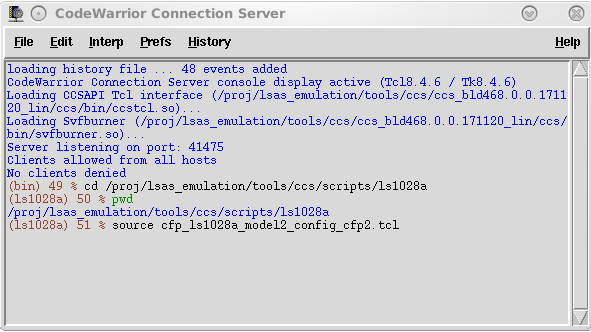 CodeWarrior Connection Server
File Edit Interp Prefs History Help
loading history file ... 48 events added
CodeWarrior Connection Server console display active (Tcl8.4.6 / Tk8.4.6)
Loading CCSAPI Tcl interface (/proj/lsas_emulation/tools/ccs/ccs_bld468.0.0.1711
20_lin/ccs/bin/ccstcl.so)...
Loading Svfburner (/proj/lsas_emulation/tools/ccs/ccs_bld468.0.0.171120_lin/ccs/
bin/svfburner.so)...
Server listening on port: 41475
Clients allowed from all hosts
No clients denied
(bin) 49 % cd /proj/lsas_emulation/tools/ccs/scripts/ls1028a
(ls1028a) 50 % pwd
/proj/lsas_emulation/tools/ccs/scripts/ls1028a
(ls1028a) 51 % source cfp_ls1028a_model2_config_cfp2.tcl